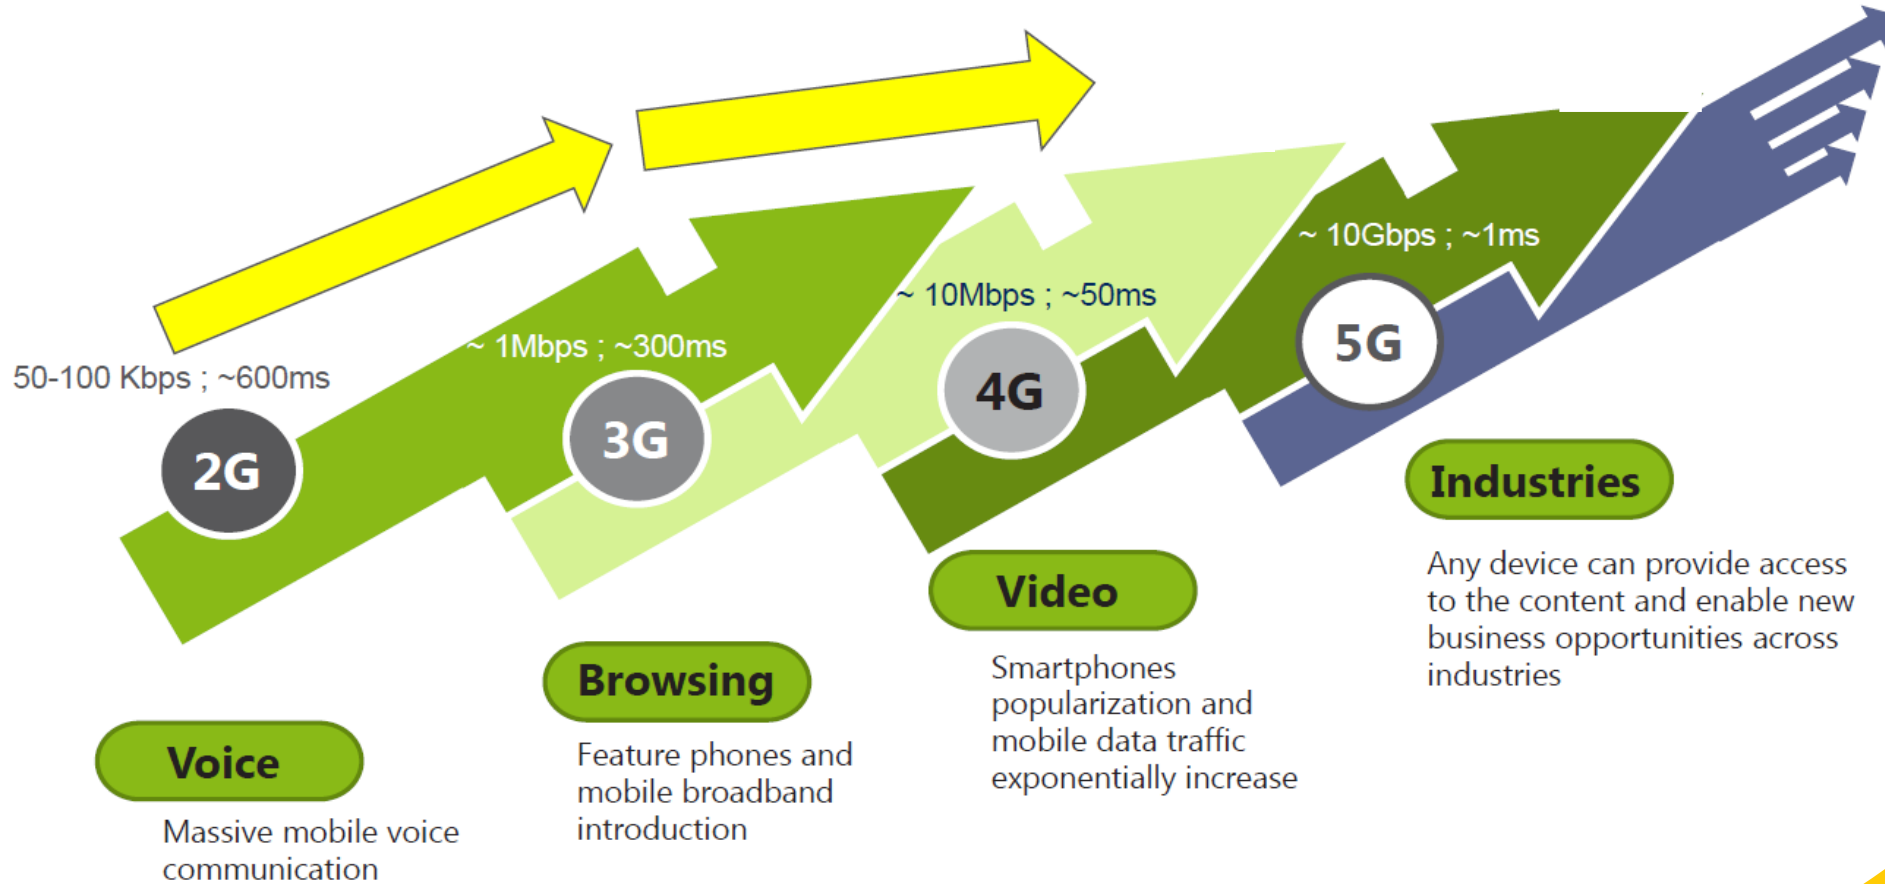 50-100 Kbps ; ~600ms
2G
Voice
Massive mobile voice
communication
~ 1Mbps ; ~300ms
3G
Browsing
Feature phones and
mobile broadband
introduction
~ 10Mbps ; ~50ms
4G
Video
Smartphones
popularization and
mobile data traffic
exponentially increase
~ 10Gbps ; ~1ms
5G
Industries
Any device can provide access
to the content and enable new
business opportunities across
industries